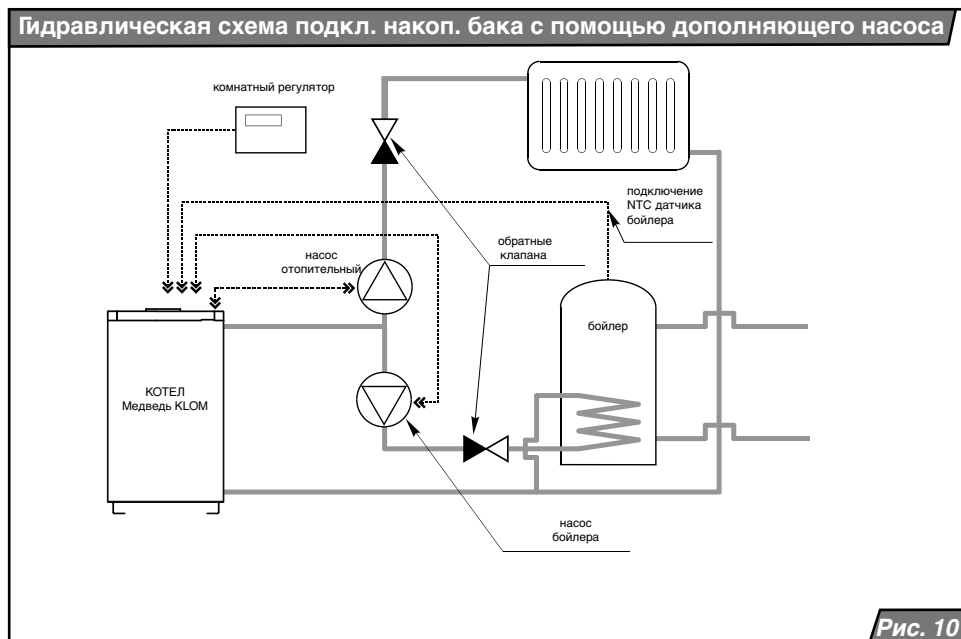 Гидравлическая схема подкл. накоп. бака с помощью дополняющего насоса
комнатный регулятор
подключение
NTC датчика
бойлера
обратные
клапана
насос
отопительный
бойлер
КОТЕЛ
Медведь KLOM
насос
бойлера
Рис. 10